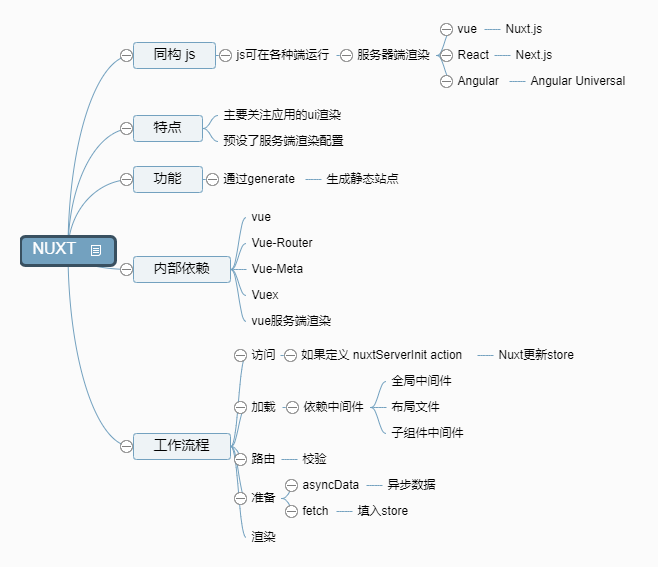 NUXT
同构 js
js可在各种端运行
服务器端渲染
vue
Nuxt.js
React
Next.js
Angular
Angular Universal
特点
主要关注应用的ui渲染
预设了服务端渲染配置
功能
通过generate
生成静态站点
内部依赖
vue
Vue-Router
Vue-Meta
Vuex
vue服务端渲染
工作流程
访问
如果定义 nuxtServerInit action
Nuxt更新store
加载
依赖中间件
全局中间件
布局文件
子组件中间件
路由
校验
准备
asyncData
异步数据
fetch
填入store
渲染